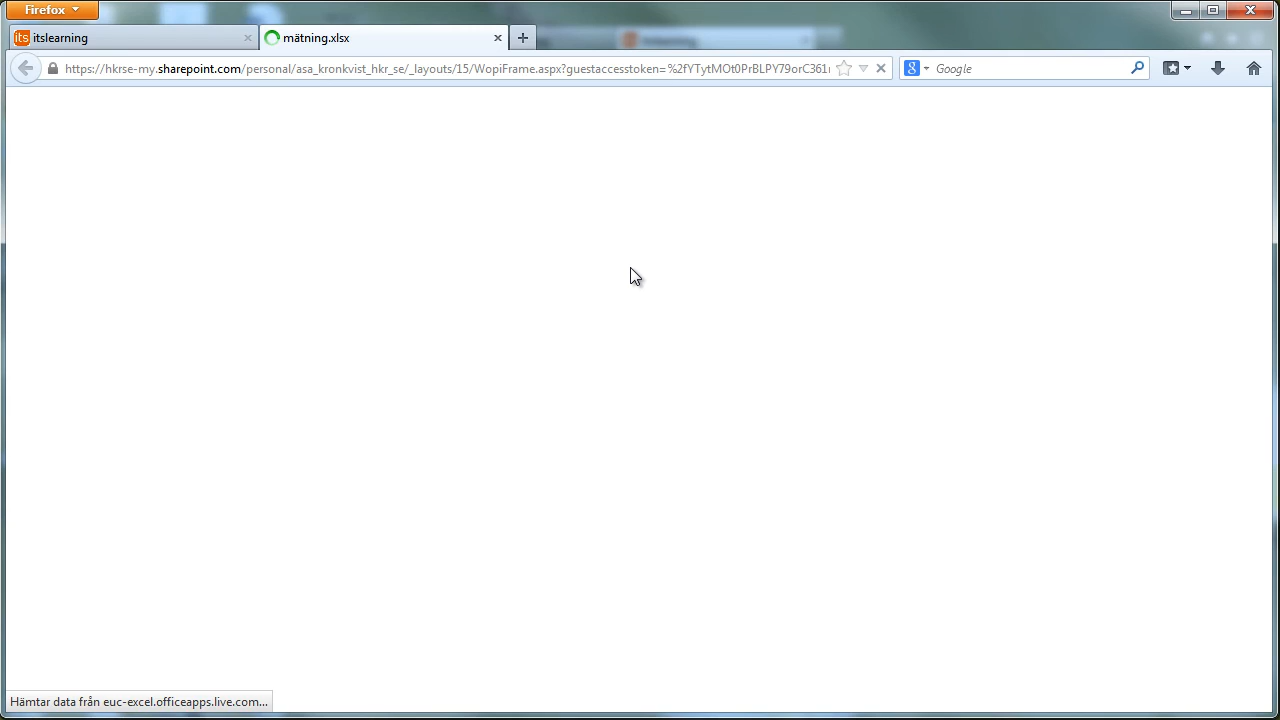 Firefox
its itslearning
mätning.xlsx
https://hkrse-my.sharepoint.com/personal/asa_kronkvist_hkr_se/_layouts/15/WopiFrame.aspx?guestaccesstoken=%2fYTytMOt0PrBLPY79orC361
Google
Hämtar data från euc-excel.officeapps.live.com...